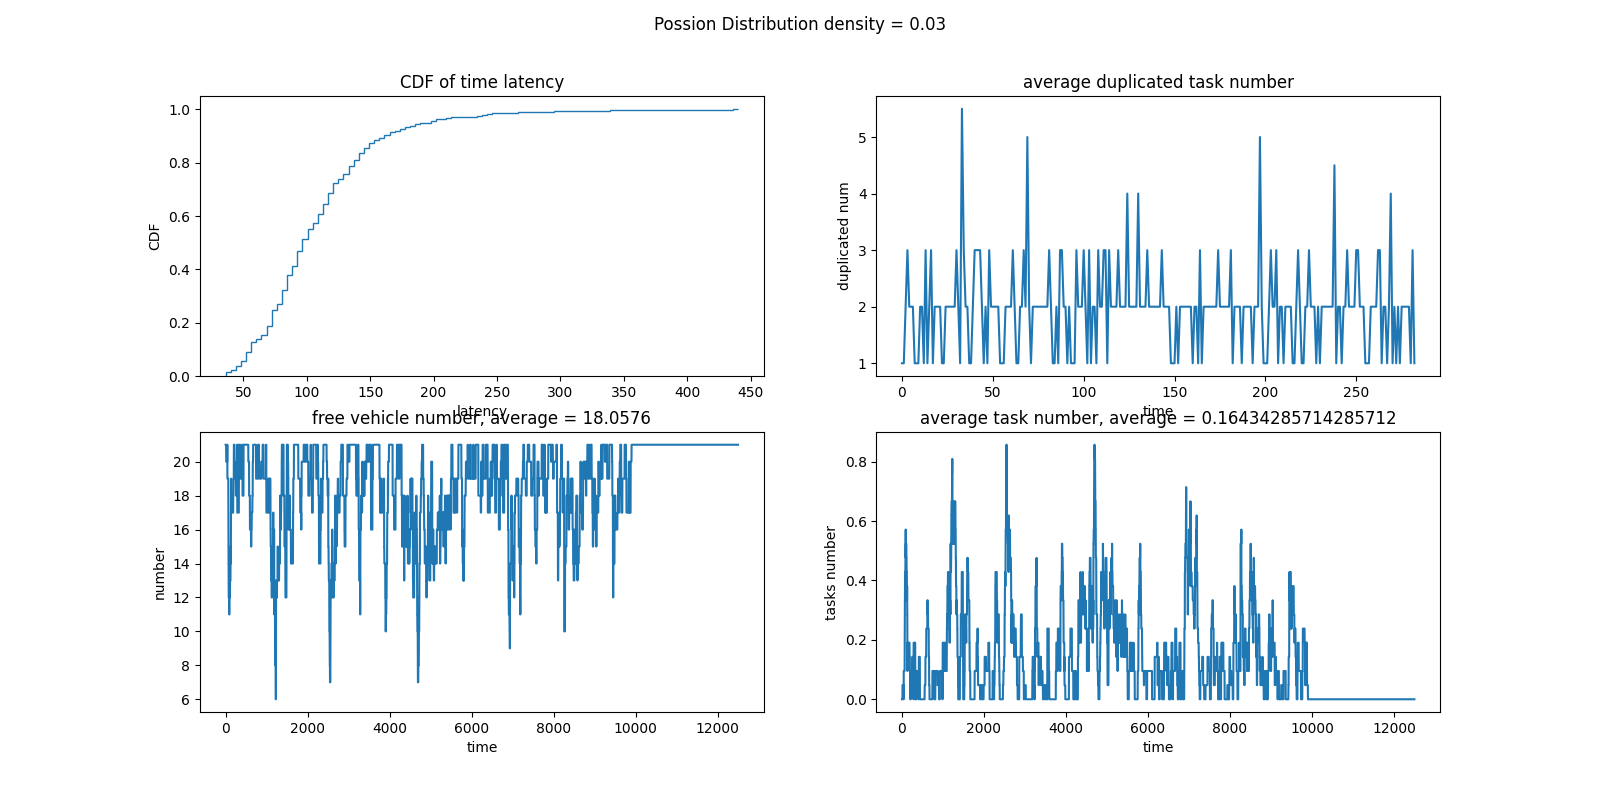 Possion Distribution density = 0.03
CDF of time latency
CDF
1.0
0.8
0.6
0.4
0.2
0.0
50 100 150 200 250 300 350 400 450
latency
average duplicated task number
duplicated num
5
4
3
2
1
0 50 100 150 200 250
time
free vehicle number, average = 18.0576
number
20
18
16
14
12
10
8
6
0 2000 4000 6000 8000 10000 12000
time
average task number, average = 0.16434285714285712
tasks number
0.8
0.6
0.4
0.2
0.0
0 2000 4000 6000 8000 10000 12000
time